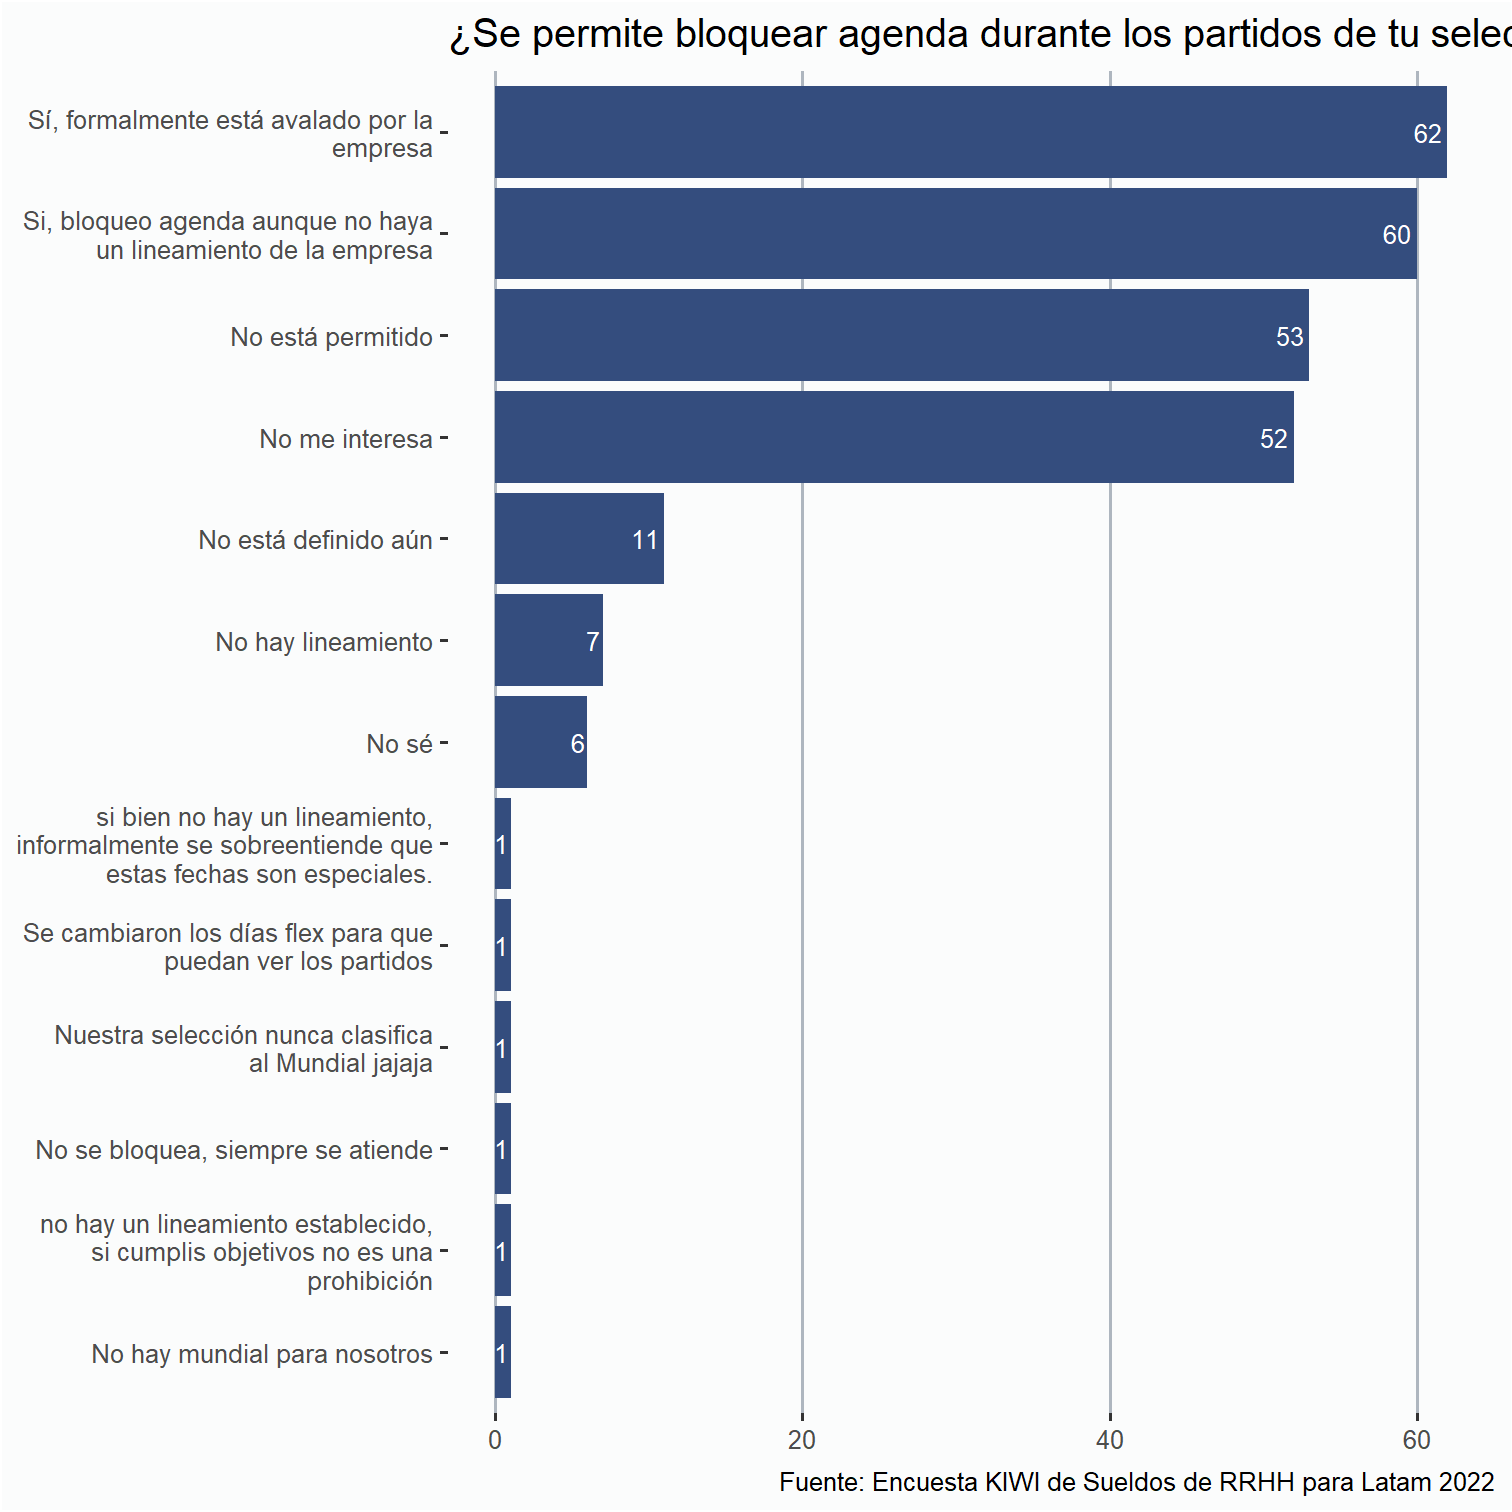 ¿Se permite bloquear agenda durante los partidos de tu selec
Sí, formalmente está avalado por la
empresa
62
Si, bloqueo agenda aunque no haya
un lineamiento de la empresa
60
No está permitido
53
No me interesa
52
No está definido aún
11
No hay lineamiento
7
No sé
6
si bien no hay un lineamiento,
informalmente se sobreentiende que
estas fechas son especiales.
1
Se cambiaron los días flex para que
puedan ver los partidos
1
Nuestra selección nunca clasifica
al Mundial jajaja
1
No se bloquea, siempre se atiende
1
no hay un lineamiento establecido,
si cumplis objetivos no es una
prohibición
1
No hay mundial para nosotros
1
0 20 40 60
Fuente: Encuesta KIWI de Sueldos de RRHH para Latam 2022